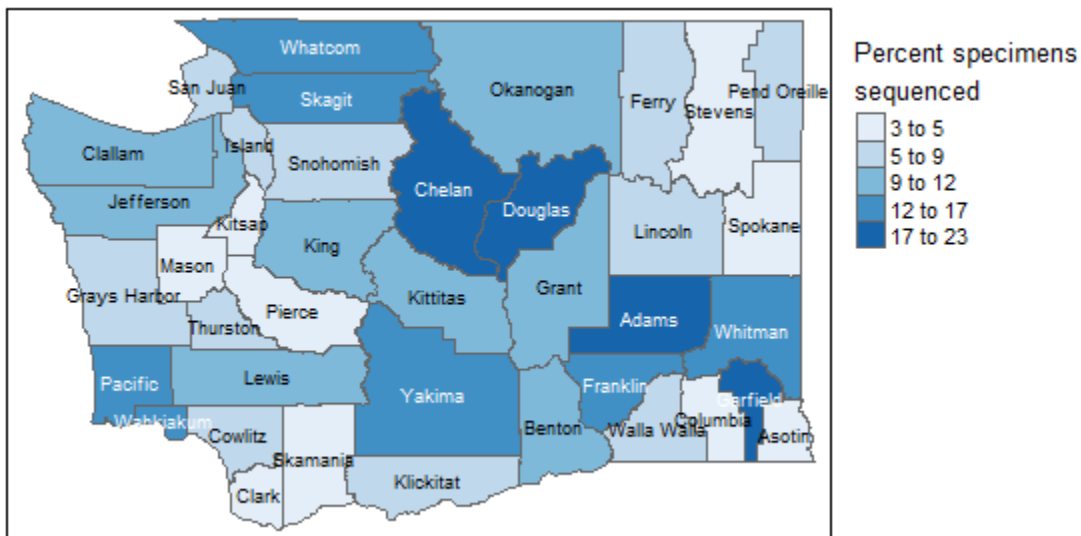 Whatcom
San Juan
Skagit
Okanogan
Ferry
Stevens
Pend Oreille
Clallam
Island
Snohomish
Chelan
Douglas
Jefferson
Kitsap
King
Lincoln
Spokane
Mason
Grays Harbor
Kittitas
Grant
Pierce
Thurston
Adams
Whitman
Pacific
Lewis
Yakima
Franklin
Garfield
Wahkiakum
Cowlitz
Skamania
Benton
Walla Walla
Columbia
Asotin
Clark
Klickitat
Percent specimens
sequenced
3 to 5
5 to 9
9 to 12
12 to 17
17 to 23